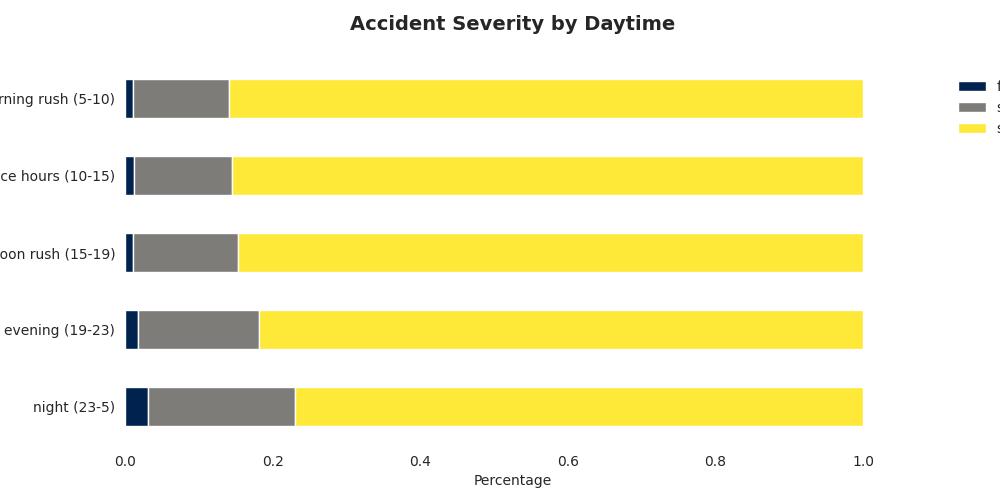 Accident Severity by Daytime
rning rush (5-10)
ce hours (10-15)
oon rush (15-19)
evening (19-23)
night (23-5)
f
s
s
0.0 0.2 0.4 0.6 0.8 1.0
Percentage